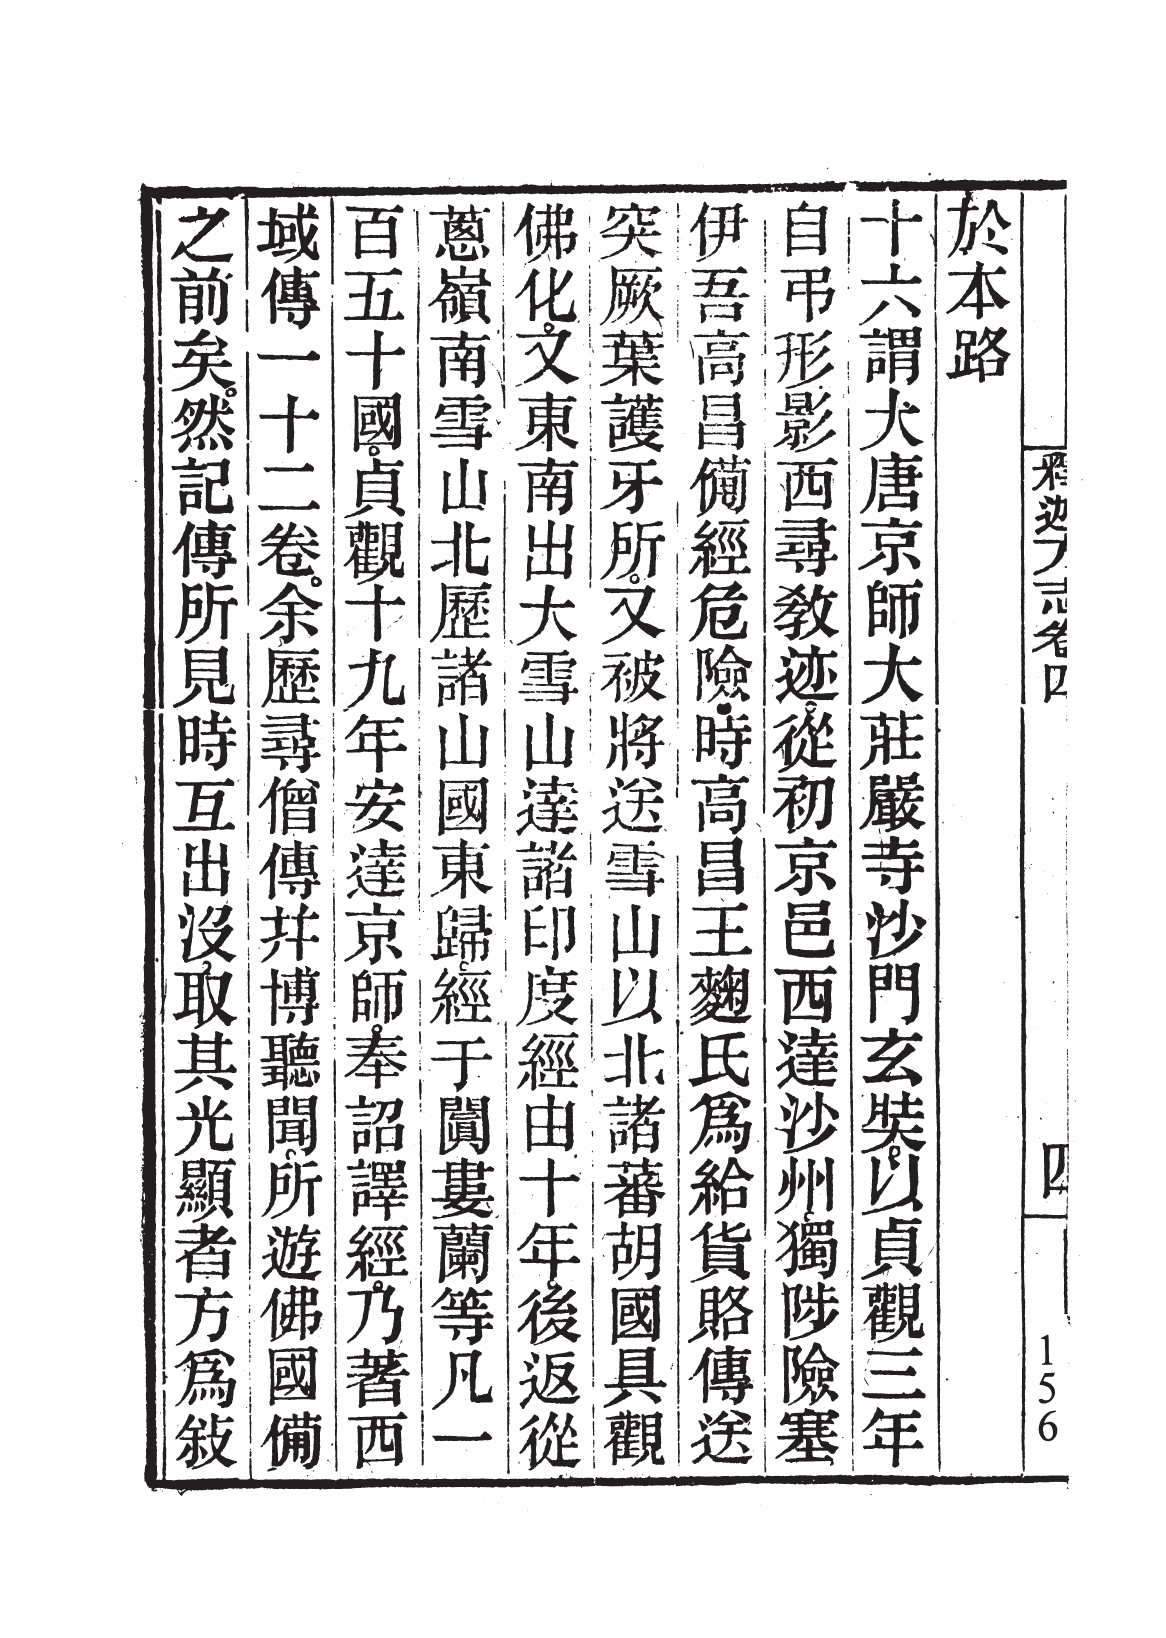 釋迦方志卷四
四
156
於本路
十六謂大唐京師大莊嚴寺沙門玄奘。以貞觀三年
自弔形影西尋教迹。從初京邑西達沙州。獨陟險塞
伊吾高昌備經危險。時高昌王麴氏爲給貨賂傳送
突厥葉護牙所。又被將送雪山以北諸蕃胡國具觀
佛化。又東南出大雪山達諸印度經由十年。後返從
蔥嶺南雪山北歷諸山國東歸。經于闐婁蘭等凡一
百五十國。貞觀十九年安達京師。奉詔譯經。乃著西
域傳一十二卷。余歷尋僧傳并博聽聞。所遊佛國備
之前矣。然記傳所見時互出沒。取其光顯者方爲敍